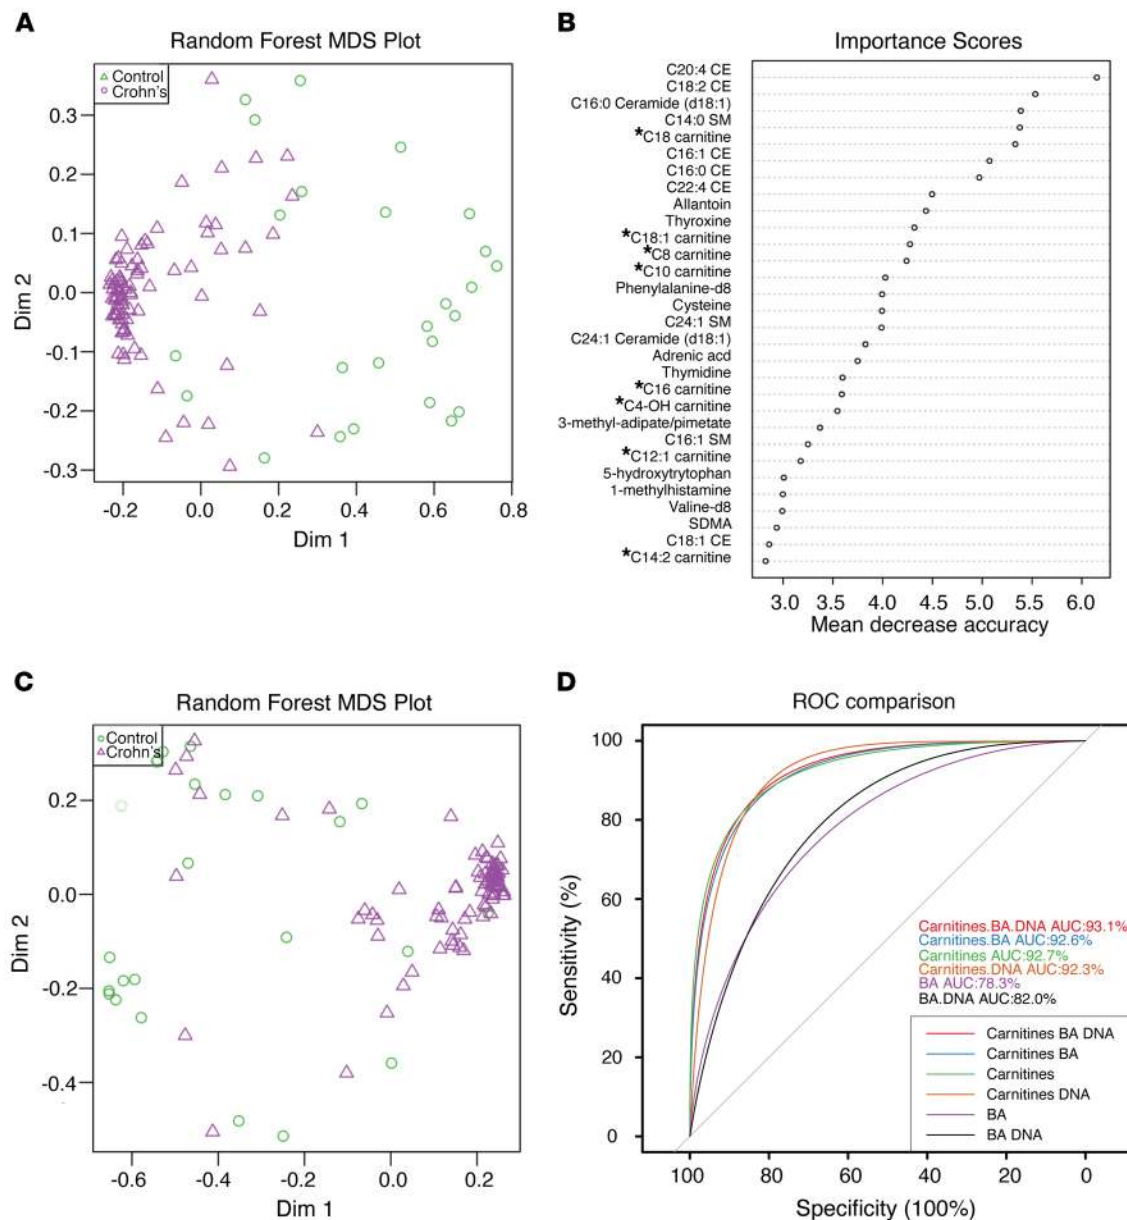 A
Random Forest MDS Plot
Control
Crohn's
0.3
0.2
0.1
0.0
-0.1
-0.2
-0.3
Dim 2
-0.2 0.0 0.2 0.4 0.6 0.8
Dim 1
B
Importance Scores
C20:4 CE
C18:2 CE
C16:0 Ceramide (d18:1)
C14:0 SM
*C18 carnitine
C16:1 CE
C16:0 CE
C22:4 CE
Allantoin
Thyroxine
*C18:1 carnitine
*C8 carnitine
*C10 carnitine
Phenylalanine-d8
Cysteine
C24:1 SM
C24:1 Ceramide (d18:1)
Adrenic acd
Thymidine
*C16 carnitine
*C4-OH carnitine
3-methyl-adipate/pimetate
C16:1 SM
*C12:1 carnitine
5-hydroxytrytophan
1-methylhistamine
Valine-d8
SDMA
C18:1 CE
*C14:2 carnitine
3.0 3.5 4.0 4.5 5.0 5.5 6.0
Mean decrease accuracy
C
Random Forest MDS Plot
Control
Crohn's
0.2
0.0
-0.2
-0.4
Dim 2
-0.6 -0.4 -0.2 0.0 0.2
Dim 1
D
ROC comparison
100
80
60
40
20
0
Sensitivity (%)
Carnitines.BA.DNA AUC:93.1%
Carnitines.BA AUC:92.6%
Carnitines AUC:92.7%
Carnitines.DNA AUC:92.3%
BA AUC:78.3%
BA.DNA AUC:82.0%
Carnitines BA DNA
Carnitines BA
Carnitines
Carnitines DNA
BA
BA DNA
100 80 60 40 20 0
Specificity (100%)